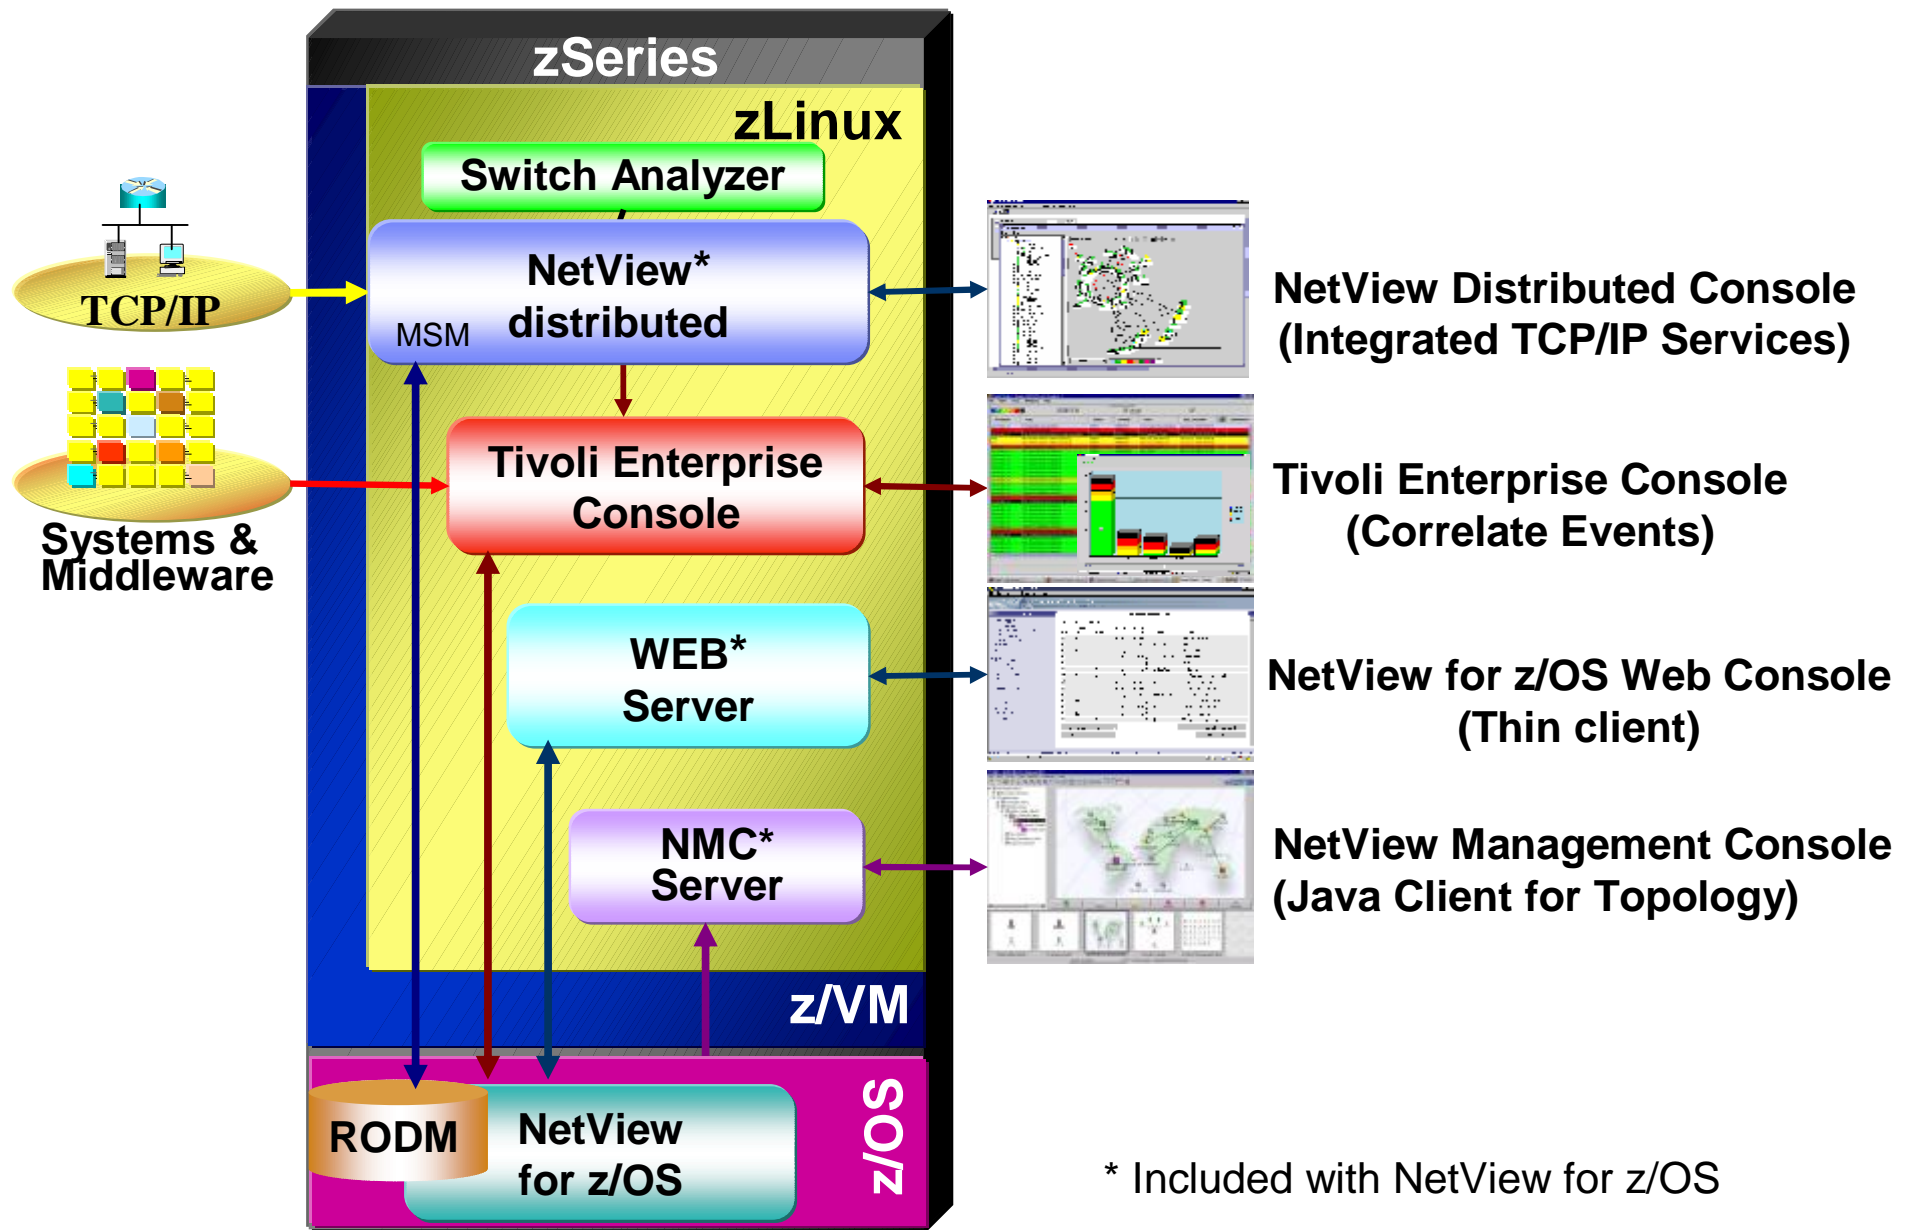 zSeries
zLinux
Switch Analyzer
NetView*
distributed
MSM
TCP/IP
Systems &
Middleware
Tivoli Enterprise
Console
WEB*
Server
NMC*
Server
z/VM
z/OS
RODM
NetView
for z/OS
NetView Distributed Console
(Integrated TCP/IP Services)
Tivoli Enterprise Console
(Correlate Events)
NetView for z/OS Web Console
(Thin client)
NetView Management Console
(Java Client for Topology)
* Included with NetView for z/OS